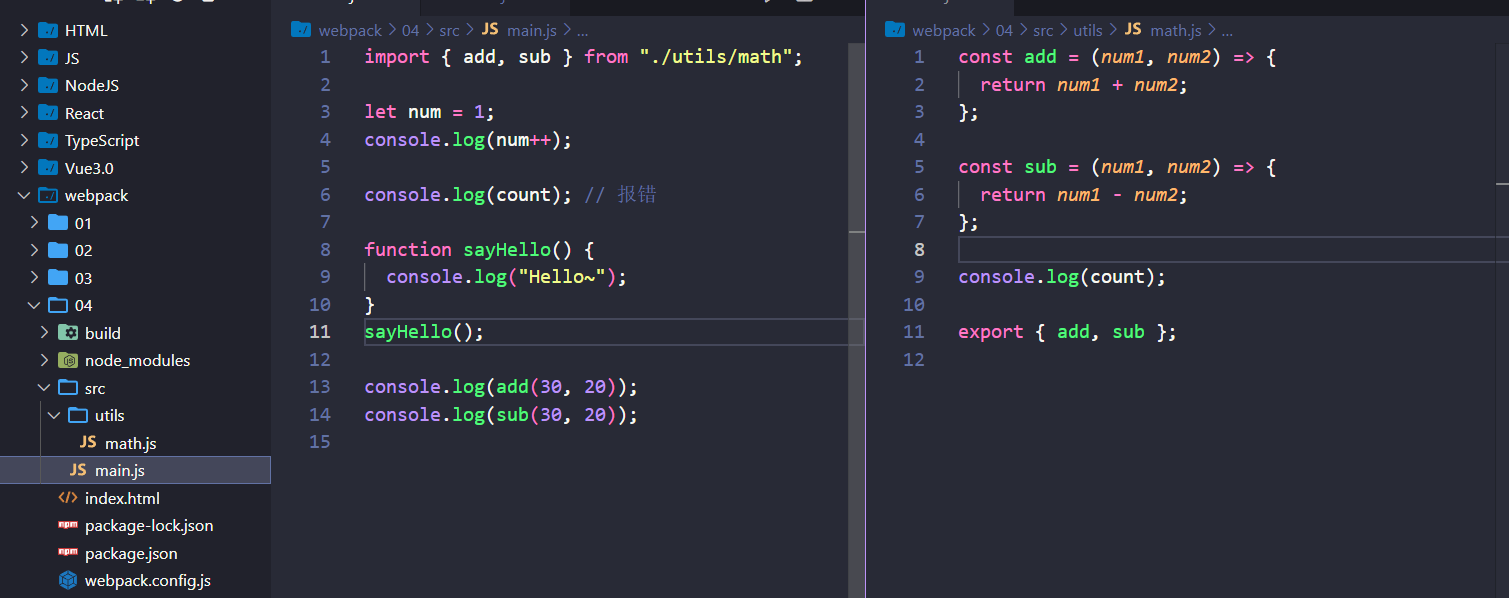 HTML
JS
NodeJS
React
TypeScript
Vue3.0
webpack
01
02
03
04
build
node_modules
src
utils
JS math.js
JS main.js
index.html
npm package-lock.json
npm package.json
webpack.config.js
webpack > 04 > src > JS main.js > ...
1 import { add, sub } from "./utils/math";
2
3 let num = 1;
4 console.log(num++);
5
6 console.log(count); // 报错
7
8 function sayHello() {
9 console.log("Hello~");
10 }
11 sayHello();
12
13 console.log(add(30, 20));
14 console.log(sub(30, 20));
15
webpack > 04 > src > utils > JS math.js > ...
1 const add = (num1, num2) => {
2 return num1 + num2;
3 };
4
5 const sub = (num1, num2) => {
6 return num1 - num2;
7 };
8
9 console.log(count);
10
11 export { add, sub };
12